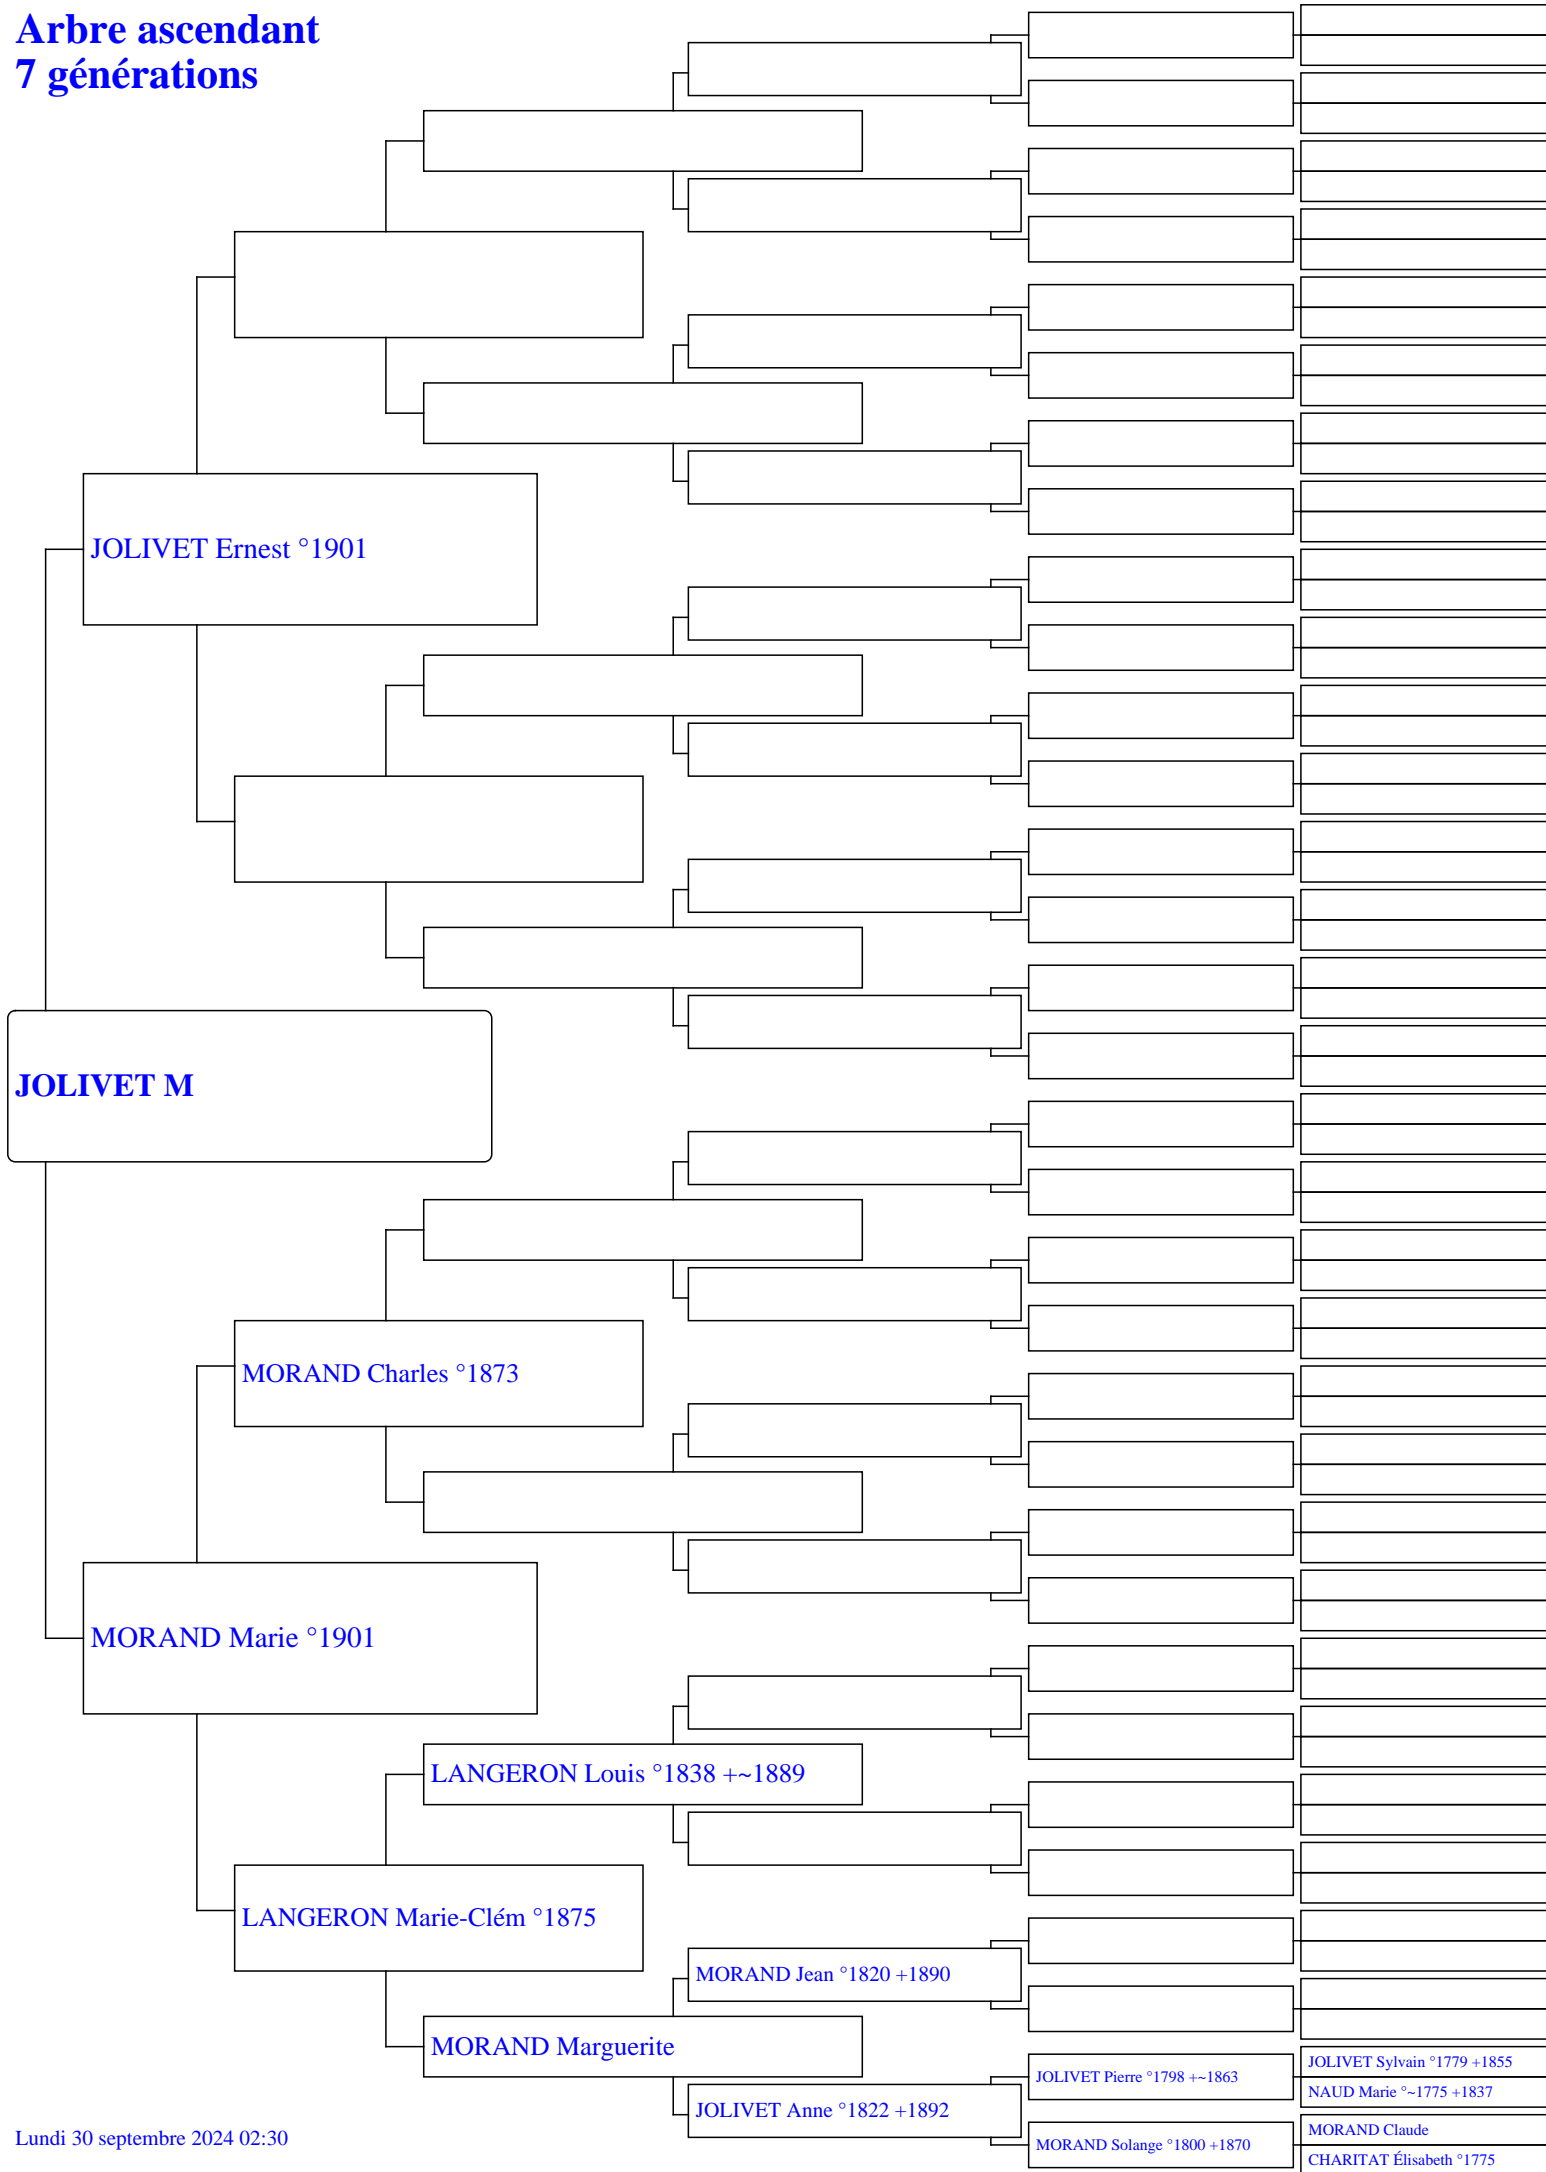 Arbre ascendant
7 générations
JOLIVET Ernest °1901
JOLIVET M
MORAND Charles °1873
MORAND Marie °1901
LANGERON Louis °1838 +~1889
LANGERON Marie-Clém °1875
MORAND Jean °1820 +1890
MORAND Marguerite
JOLIVET Sylvain °1779 +1855
JOLIVET Pierre °1798 +~1863
NAUD Marie °~1775 +1837
JOLIVET Anne °1822 +1892
MORAND Claude
MORAND Solange °1800 +1870
CHARITAT Élisabeth °1775
Lundi 30 septembre 2024 02:30